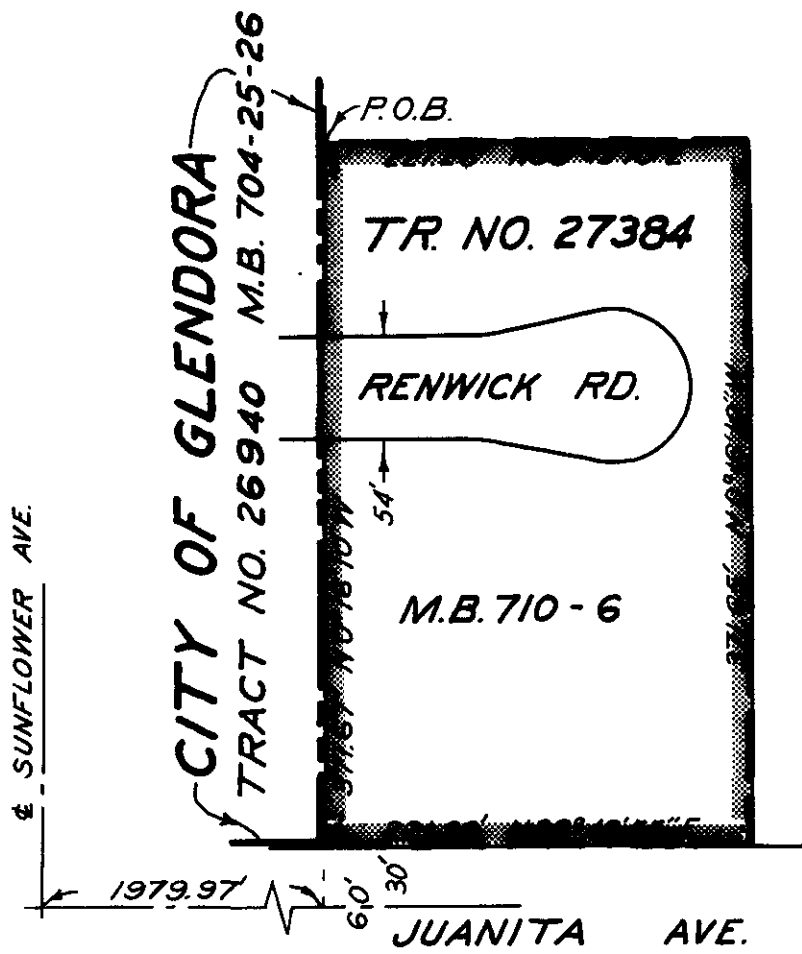 P.O.B.
CITY OF GLENDORA
TRACT NO. 26940 M.B. 704-25-26
TR. NO. 27384
RENWICK RD.
54'
M.B. 710-6
℄ SUNFLOWER AVE.
1979.97'
60'
30'
JUANITA AVE.